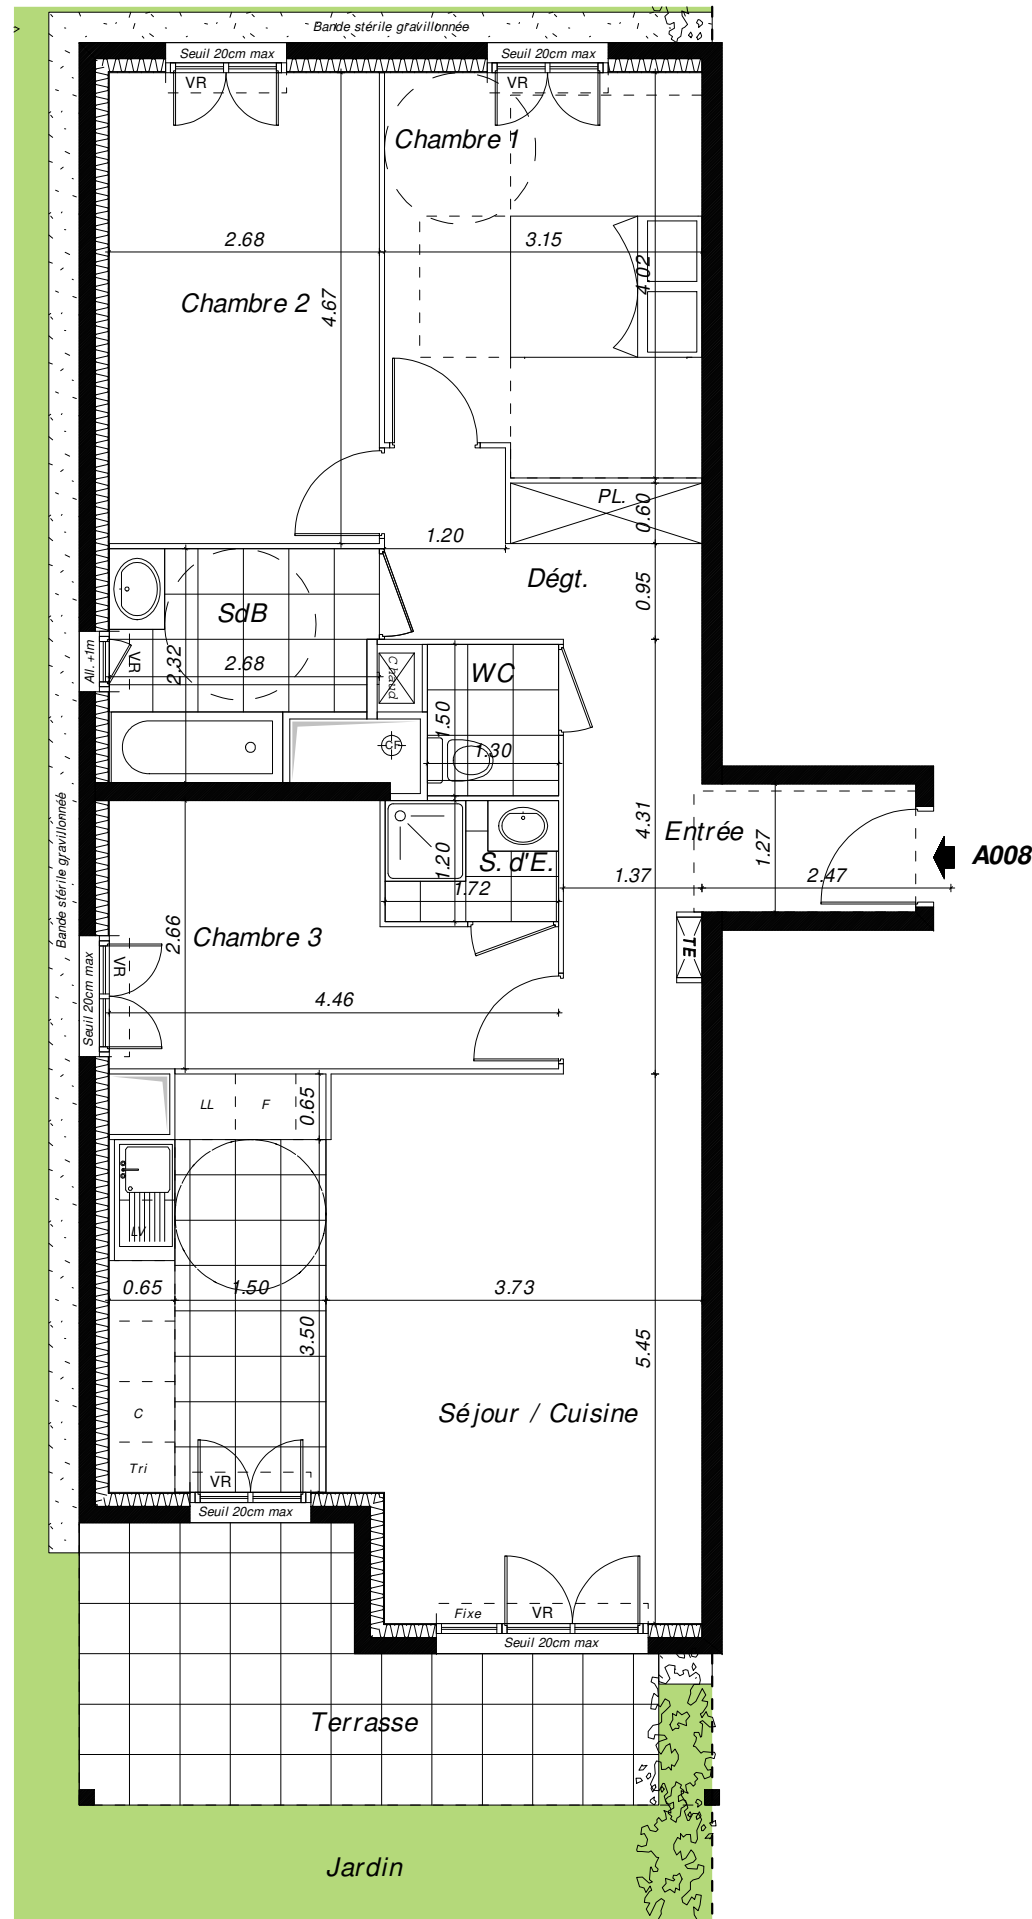 Bande stérile gravillonnée
Seuil 20cm max
Seuil 20cm max
VR
VR
Chambre 1
2.68
3.15
4.02
Chambre 2
4.67
PL.
0.60
1.20
Dégt.
0.95
SdB
All. +1m
VR
2.32
2.68
Chaud
WC
1.50
CF
1.30
Bande stérile gravillonnée
4.31
Entrée
1.27
A008
1.20
S. d'E.
1.72
1.37
2.47
Chambre 3
2.66
TE
Seuil 20cm max
VR
4.46
LL
F
0.65
LV
0.65
1.50
3.73
3.50
5.45
C
Séjour / Cuisine
Tri
VR
Seuil 20cm max
Fixe
VR
Seuil 20cm max
Terrasse
Jardin